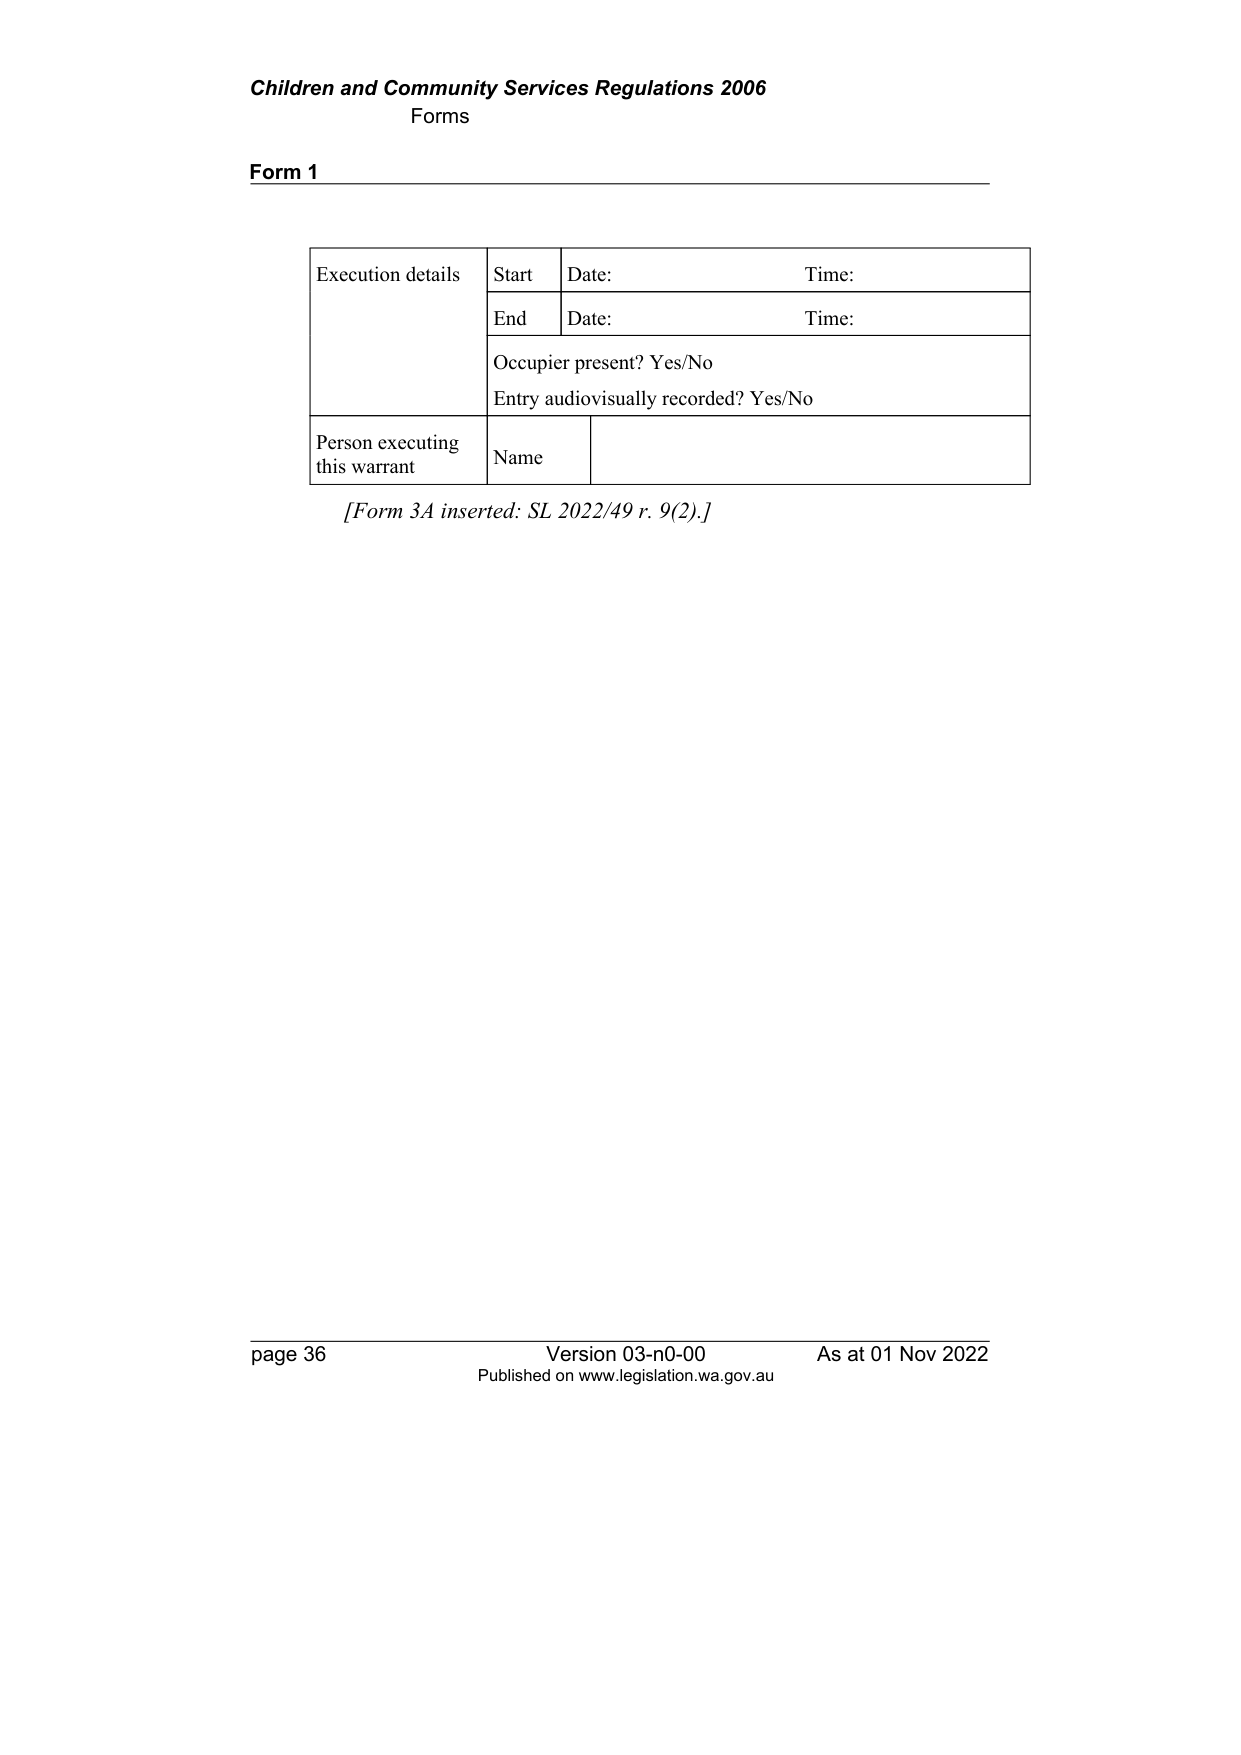 Children and Community Services Regulations 2006
Forms
Form 1
Execution details Start Date: Time:
End Date: Time:
Occupier present? Yes/No
Entry audiovisually recorded? Yes/No
Person executing
this warrant
Name
[Form 3A inserted: SL 2022/49 r. 9(2).]
page 36 Version 03-n0-00 As at 01 Nov 2022
Published on www.legislation.wa.gov.au